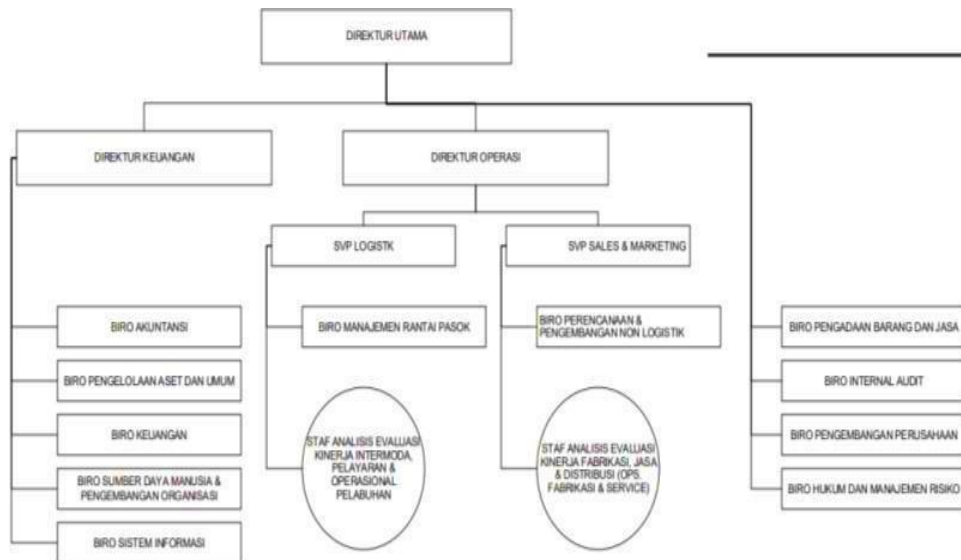 DIREKTUR UTAMA
DIREKTUR KEUANGAN
DIREKTUR OPERASI
SVP LOGISTK
SVP SALES & MARKETING
BIRO AKUNTANSI
BIRO MANAJEMEN RANTAI PASOK
BIRO PERENCANAAN &
PENGEMBANGAN NON LOGISTIK
BIRO PENGADAAN BARANG DAN JASA
BIRO PENGELOLAAN ASET DAN UMUM
BIRO INTERNAL AUDIT
BIRO KEUANGAN
STAF ANALISIS EVALUASI
KINERJA INTERMODA,
PELAYARAN &
OPERASIONAL
PELABUHAN
STAF ANALISIS EVALUASI
KINERJA FABRIKASI, JASA
& DISTRIBUSI (OPS.
FABRIKASI & SERVICE)
BIRO PENGEMBANGAN PERUSAHAAN
BIRO SUMBER DAYA MANUSIA &
PENGEMBANGAN ORGANISASI
BIRO HUKUM DAN MANAJEMEN RISIKO
BIRO SISTEM INFORMASI